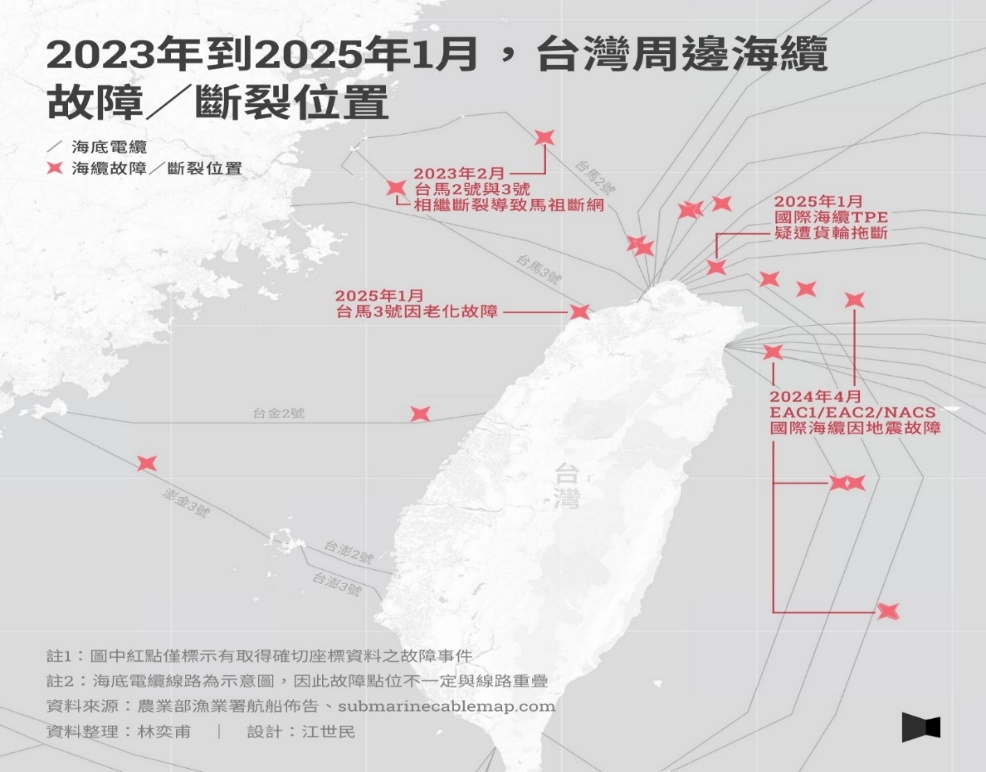 2023年到2025年1月，台灣周邊海纜
故障／斷裂位置
海底電纜
海纜故障／斷裂位置
2023年2月
台馬2號與3號
相繼斷裂導致馬祖斷網
台馬2號
2025年1月
國際海纜TPE
疑遭貨輪拖斷
台馬3號
2025年1月
台馬3號因老化故障
2024年4月
EAC1/EAC2/NACS
國際海纜因地震故障
台金2號
台灣
澎金3號
台澎2號
台澎3號
註1：圖中紅點僅標示有取得確切座標資料之故障事件
註2：海底電纜線路為示意圖，因此故障點位不一定與線路重疊
資料來源：農業部漁業署航船佈告、submarinecablemap.com
資料整理：林奕甫 ｜ 設計：江世民